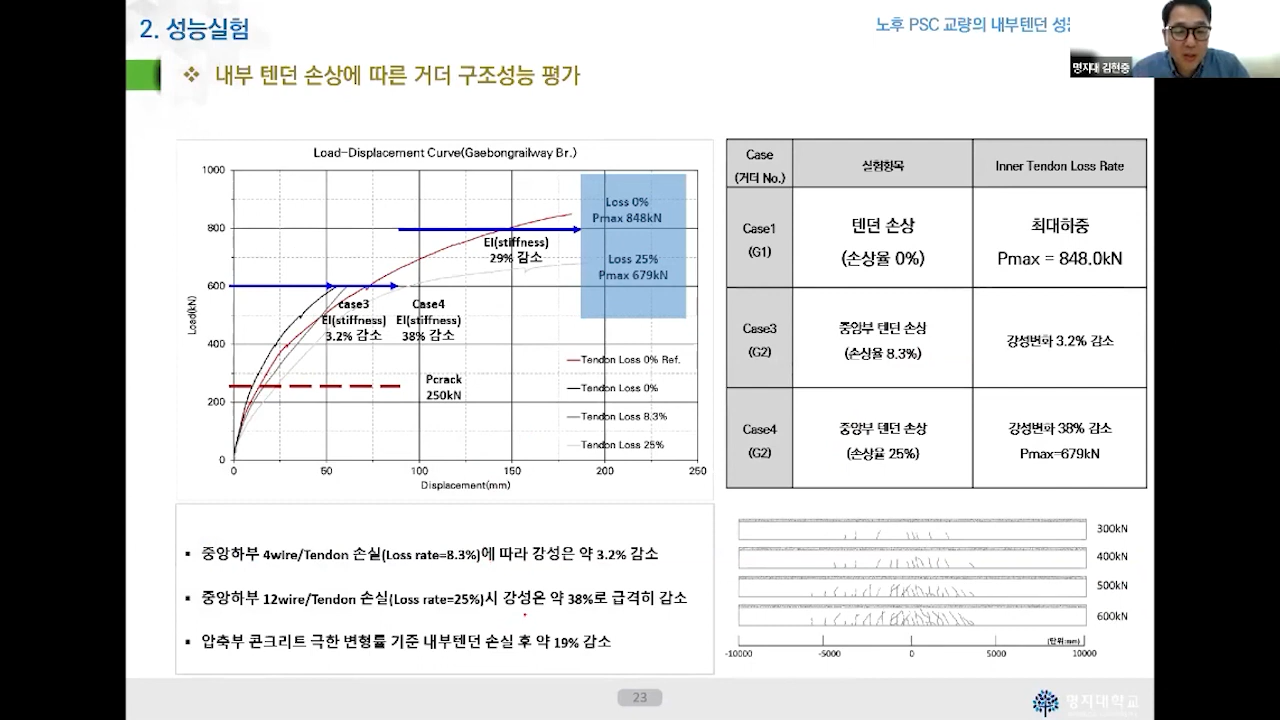 2. 성능실험
노후 PSC 교량의 내부텐던 성
명지대 김현중
❖ 내부 텐던 손상에 따른 거더 구조성능 평가
Load-Displacement Curve(Gaebongrailway Br.)
1000
800
600
400
200
0
Load(kN)
0 50 100 150 200 250
Displacement(mm)
Loss 0%
Pmax 848kN
EI(stiffness)
29% 감소
Loss 25%
Pmax 679kN
case3
EI(stiffness)
3.2% 감소
Case4
EI(stiffness)
38% 감소
Pcrack
250kN
Tendon Loss 0% Ref.
Tendon Loss 0%
Tendon Loss 8.3%
Tendon Loss 25%
Case
(거더 No.)
실험항목
Inner Tendon Loss Rate
Case1
(G1)
텐던 손상
(손상율 0%)
최대하중
Pmax = 848.0kN
Case3
(G2)
중앙부 텐던 손상
(손상율 8.3%)
강성변화 3.2% 감소
Case4
(G2)
중앙부 텐던 손상
(손상율 25%)
강성변화 38% 감소
Pmax=679kN
▪ 중앙하부 4wire/Tendon 손실(Loss rate=8.3%)에 따라 강성은 약 3.2% 감소
▪ 중앙하부 12wire/Tendon 손실(Loss rate=25%)시 강성은 약 38%로 급격히 감소
▪ 압축부 콘크리트 극한 변형률 기준 내부텐던 손실 후 약 19% 감소
300kN
400kN
500kN
600kN
(단위:mm)
-10000 -5000 0 5000 10000
23
명지대학교